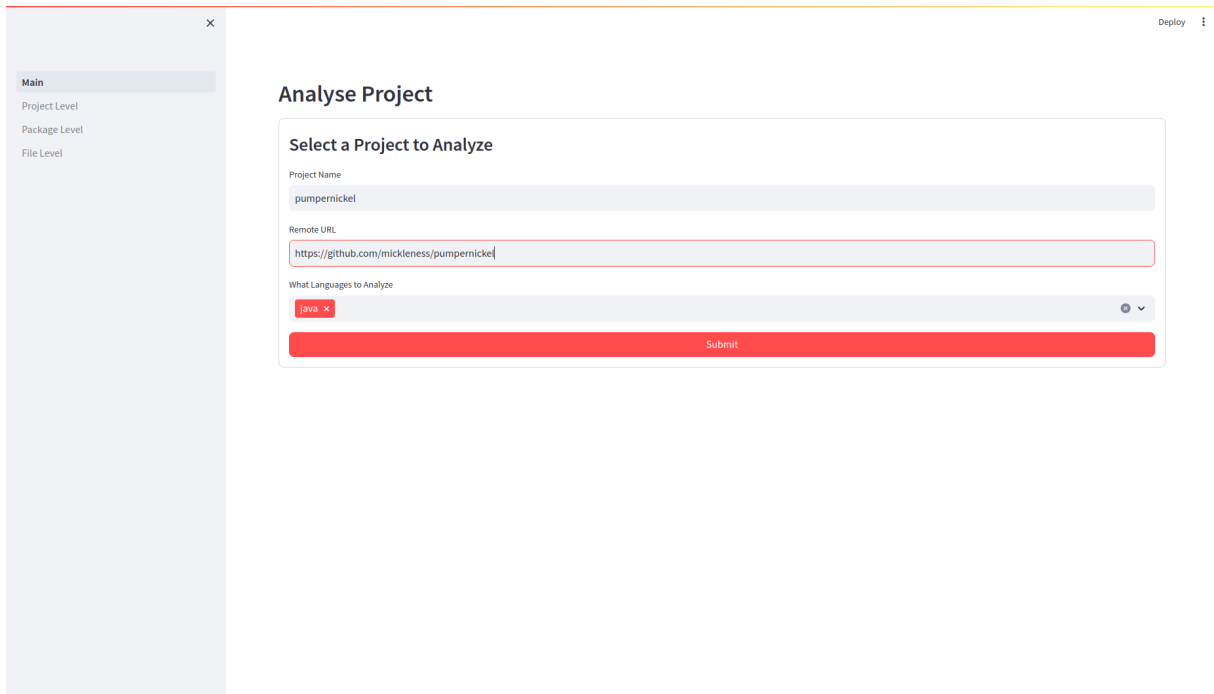 Deploy
Main
Project Level
Package Level
File Level
Analyse Project
Select a Project to Analyze
Project Name
pumpernickel
Remote URL
https://github.com/mickleness/pumpernickel
What Languages to Analyze
java
Submit